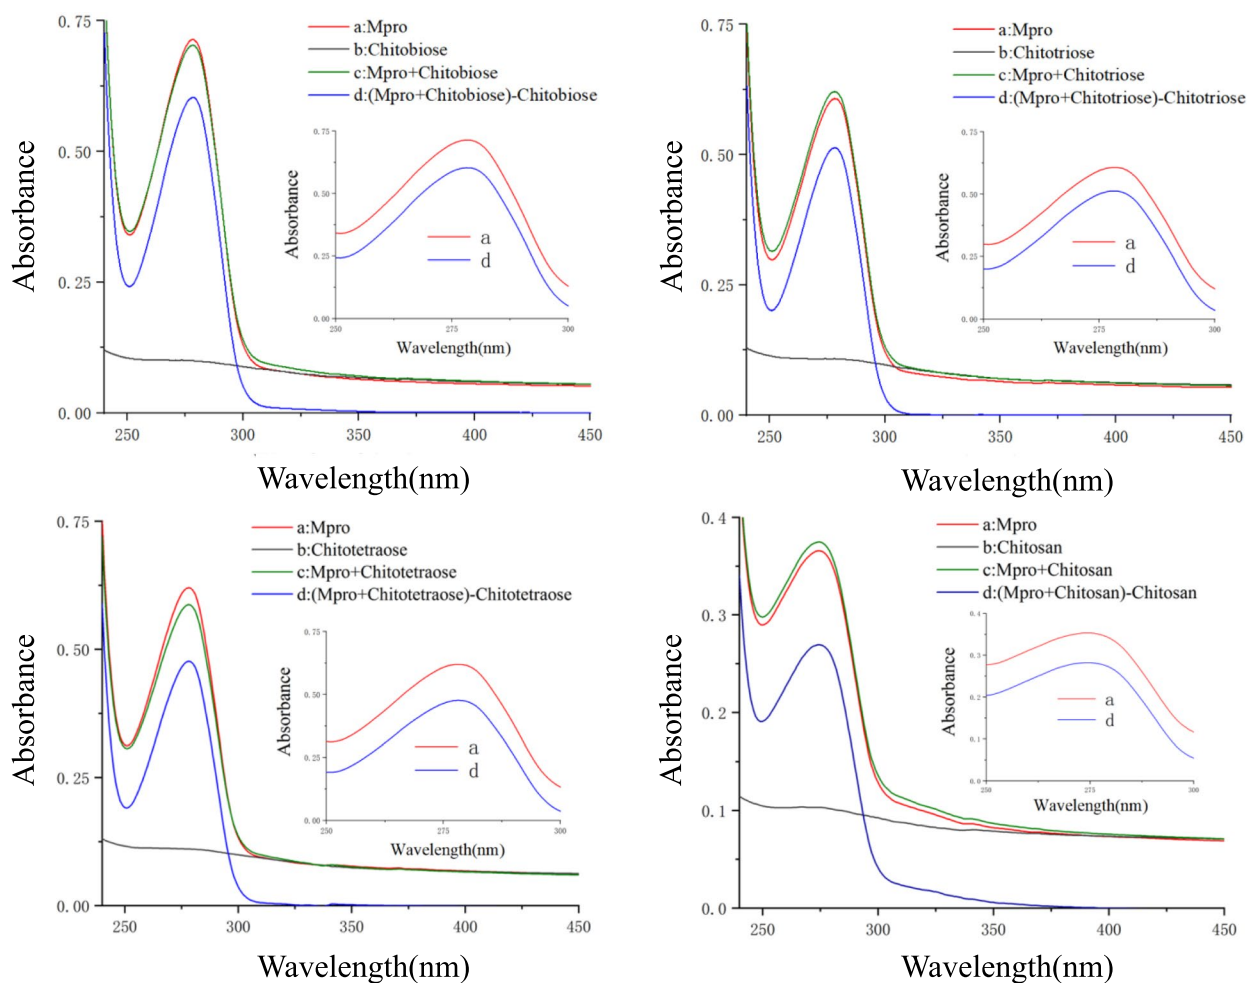 0.75
0.50
0.25
0.00
250
300
350
400
450
Absorbance
Wavelength(nm)
a:Mpro
b:Chitobiose
c:Mpro+Chitobiose
d:(Mpro+Chitobiose)-Chitobiose
0.75
0.50
0.25
0.00
250
275
300
Absorbance
Wavelength(nm)
a
d
0.75
0.50
0.25
0.00
250
300
350
400
450
Absorbance
Wavelength(nm)
a:Mpro
b:Chitotriose
c:Mpro+Chitotriose
d:(Mpro+Chitotriose)-Chitotriose
0.75
0.50
0.25
0.00
250
275
300
Absorbance
Wavelength(nm)
a
d
0.75
0.50
0.25
0.00
250
300
350
400
450
Absorbance
Wavelength(nm)
a:Mpro
b:Chitotetraose
c:Mpro+Chitotetraose
d:(Mpro+Chitotetraose)-Chitotetraose
0.75
0.50
0.25
0.00
250
275
300
Absorbance
Wavelength(nm)
a
d
0.4
0.3
0.2
0.1
0.0
250
300
350
400
450
Absorbance
Wavelength(nm)
a:Mpro
b:Chitosan
c:Mpro+Chitosan
d:(Mpro+Chitosan)-Chitosan
0.4
0.3
0.2
0.1
0.0
250
275
300
Absorbance
Wavelength(nm)
a
d